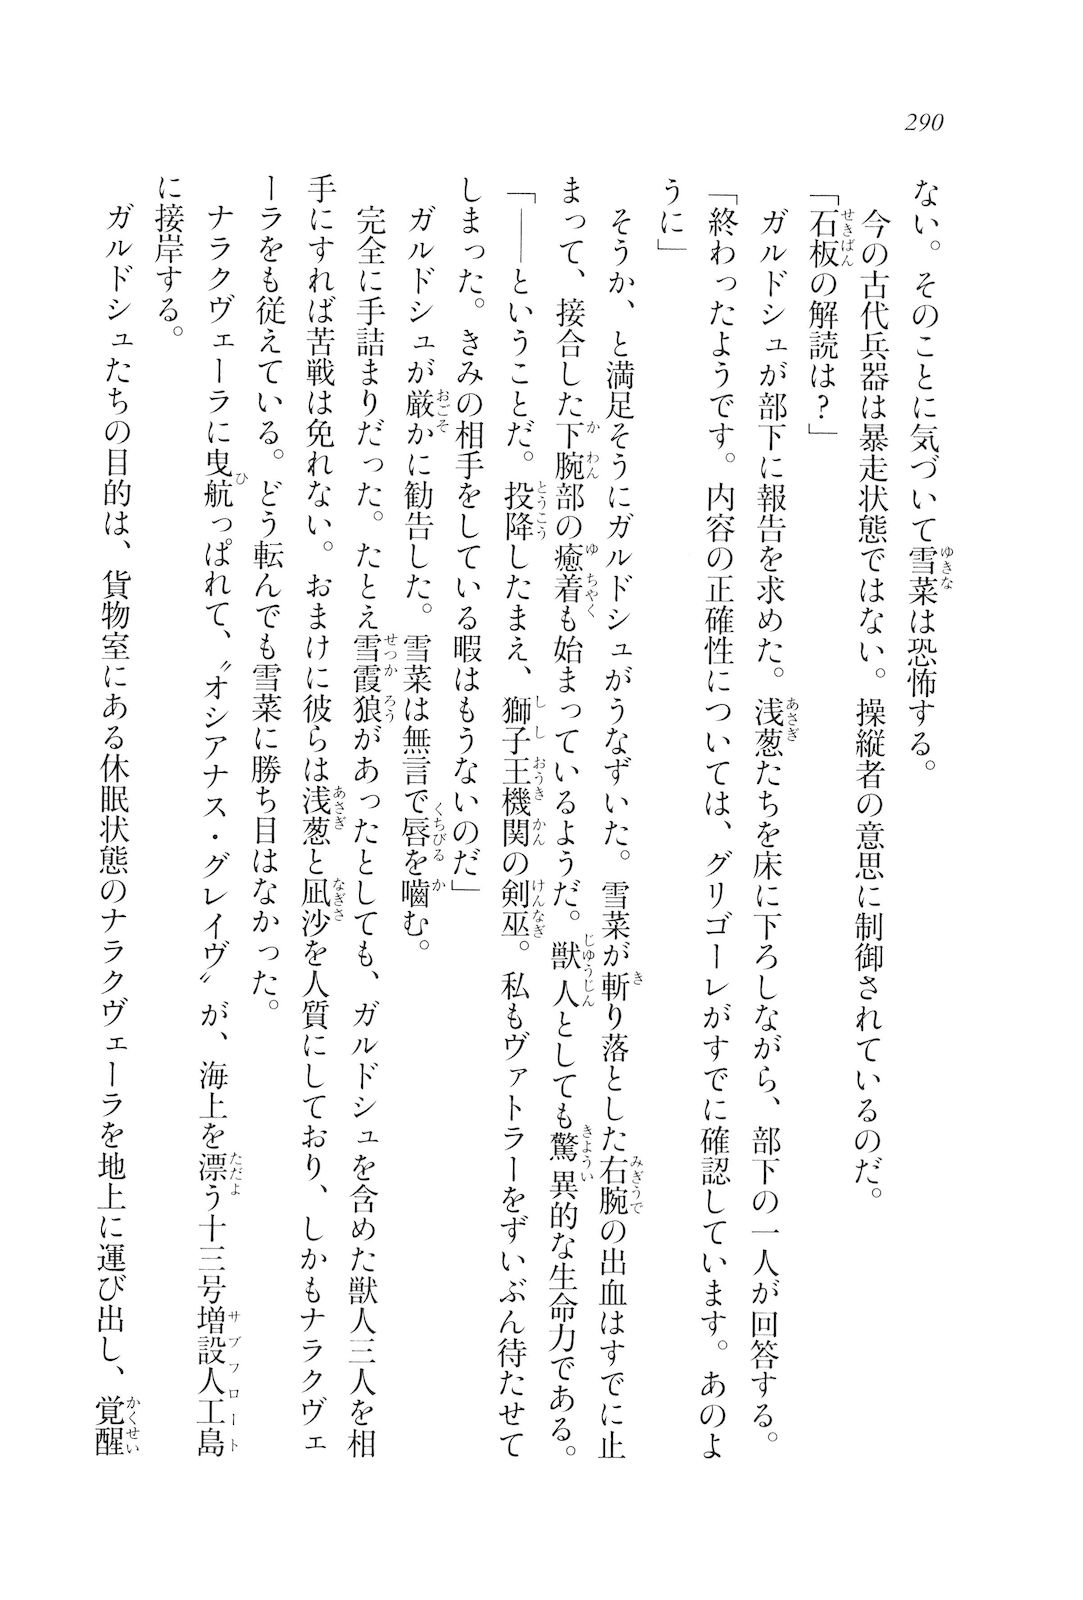 290
ない。そのことに気づいて雪菜は恐怖する。
今の古代兵器は暴走状態ではない。操縦者の意思に制御されているのだ。
「石板の解読は？」
ガルドシュが部下に報告を求めた。浅葱たちを床に下ろしながら、部下の一人が回答する。
「終わったようです。内容の正確性については、グリゴーレがすでに確認しています。あのよ
うに」
そうか、と満足そうにガルドシュがうなずいた。雪菜が斬り落とした右腕の出血はすでに止
まって、接合した下腕部の癒着も始まっているようだ。獣人としても驚異的な生命力である。
「――ということだ。投降したまえ、獅子王機関の剣巫。私もヴァトラーをずいぶん待たせて
しまった。きみの相手をしている暇はもうないのだ」
ガルドシュが厳かに勧告した。雪菜は無言で唇を嚙む。
完全に手詰まりだった。たとえ雪霞狼があったとしても、ガルドシュを含めた獣人三人を相
手にすれば苦戦は免れない。おまけに彼らは浅葱と凪沙を人質にしており、しかもナラクヴェ
ーラをも従えている。どう転んでも雪菜に勝ち目はなかった。
ナラクヴェーラに曳航っぱれて、〝オシアナス・グレイヴ〟が、海上を漂う十三号増設人工島
に接岸する。
ガルドシュたちの目的は、貨物室にある休眠状態のナラクヴェーラを地上に運び出し、覚醒